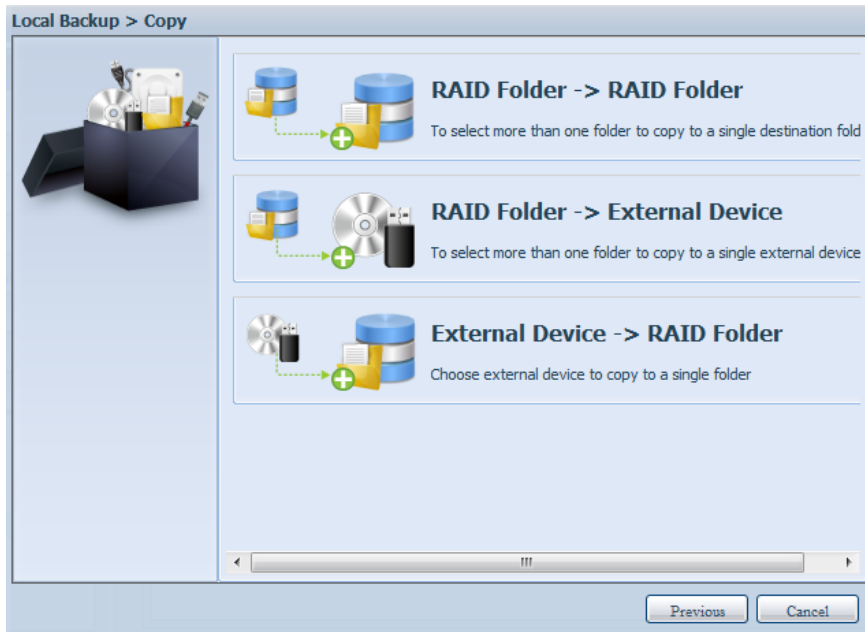 Local Backup > Copy
RAID Folder -> RAID Folder
To select more than one folder to copy to a single destination fold
RAID Folder -> External Device
To select more than one folder to copy to a single external device
External Device -> RAID Folder
Choose external device to copy to a single folder
Previous
Cancel